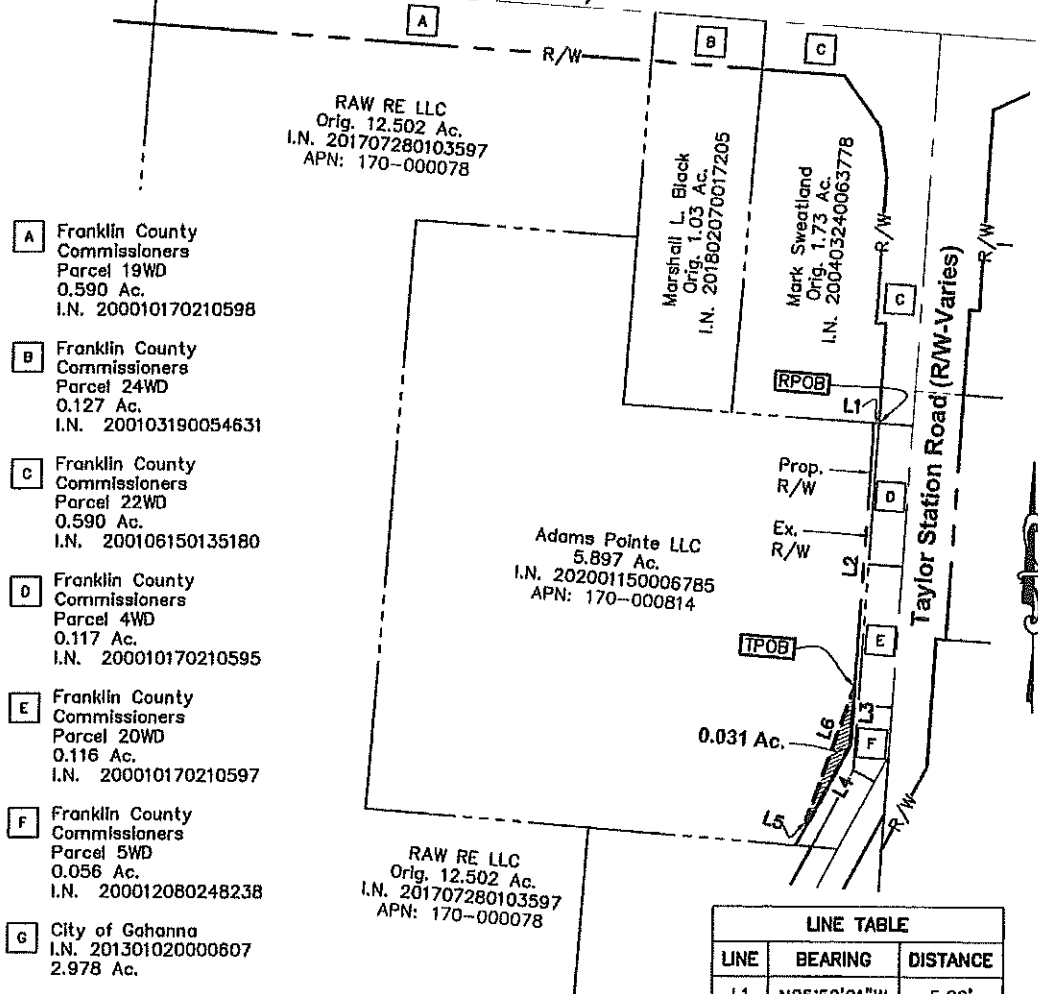 A
B
C
R/W
RAW RE LLC
Orig. 12.502 Ac.
I.N. 201707280103597
APN: 170-000078
Marshall L. Black
Orig. 1.03 Ac.
I.N. 201802070017205
Mark Sweatland
Orig. 1.73 Ac.
I.N. 200403240063778
R/W
R/W
C
Taylor Station Road (R/W-Varies)
A
Franklin County
Commissioners
Parcel 19WD
0.590 Ac.
I.N. 200010170210598
B
Franklin County
Commissioners
Parcel 24WD
0.127 Ac.
I.N. 200103190054631
C
Franklin County
Commissioners
Parcel 22WD
0.590 Ac.
I.N. 200106150135180
D
Franklin County
Commissioners
Parcel 4WD
0.117 Ac.
I.N. 200010170210595
E
Franklin County
Commissioners
Parcel 20WD
0.116 Ac.
I.N. 200010170210597
F
Franklin County
Commissioners
Parcel 5WD
0.056 Ac.
I.N. 200012080248238
G
City of Gahanna
I.N. 201301020000607
2.978 Ac.
RPOB
L1
Prop.
R/W
D
Ex.
R/W
L2
Adams Pointe LLC
5.897 Ac.
I.N. 202001150006785
APN: 170-000814
E
TPOB
L3
L6
0.031 Ac.
F
L4
L5
R/W
RAW RE LLC
Orig. 12.502 Ac.
I.N. 201707280103597
APN: 170-000078
LINE TABLE
LINE BEARING DISTANCE
L1